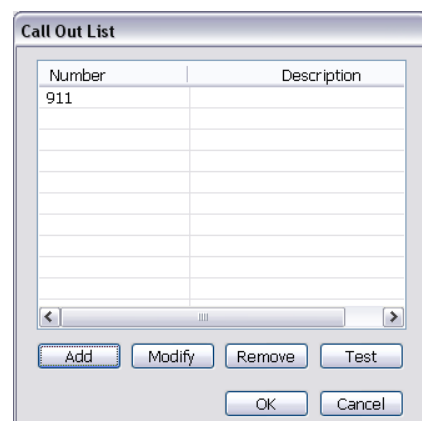 Call Out List
Number Description
911
Add Modify Remove Test
OK Cancel